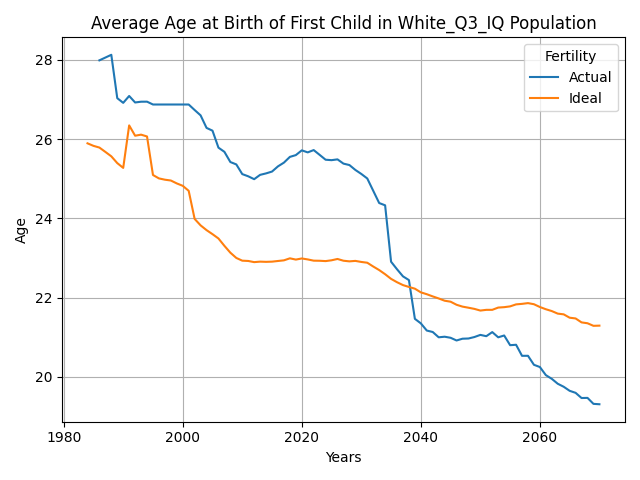 Average Age at Birth of First Child in White_Q3_IQ Population
Fertility
Actual
Ideal
28
26
24
22
20
Age
1980
2000
2020
2040
2060
Years